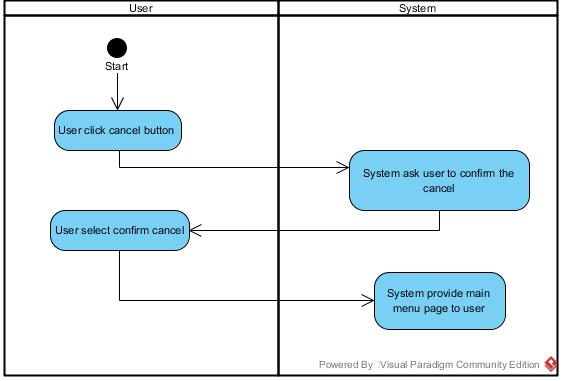 User
System
Start
User click cancel button
System ask user to confirm the
cancel
User select confirm cancel
System provide main
menu page to user
Powered By Visual Paradigm Community Edition